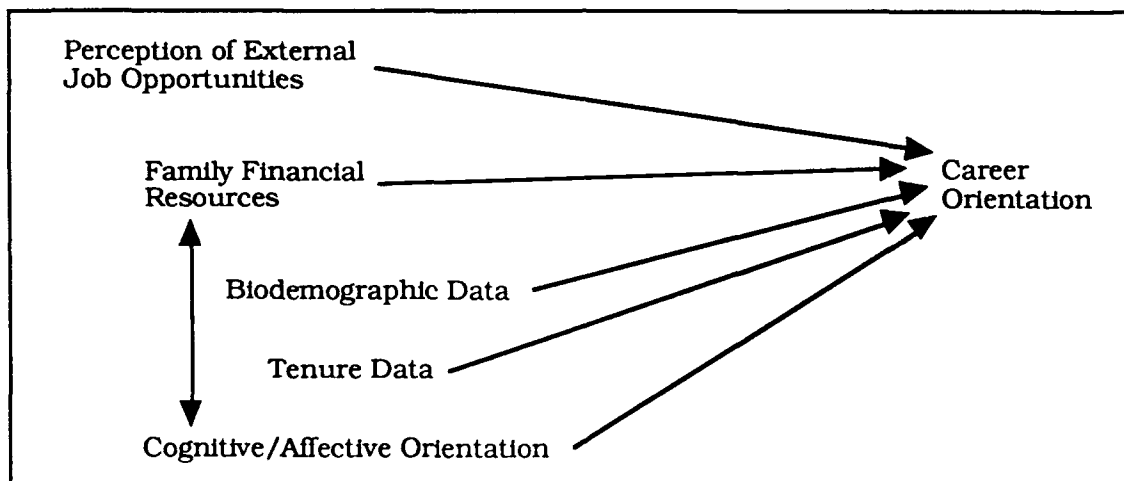 Perception of External
Job Opportunities
Family Financial
Resources
Career
Orientation
Biodemographic Data
Tenure Data
Cognitive/Affective Orientation